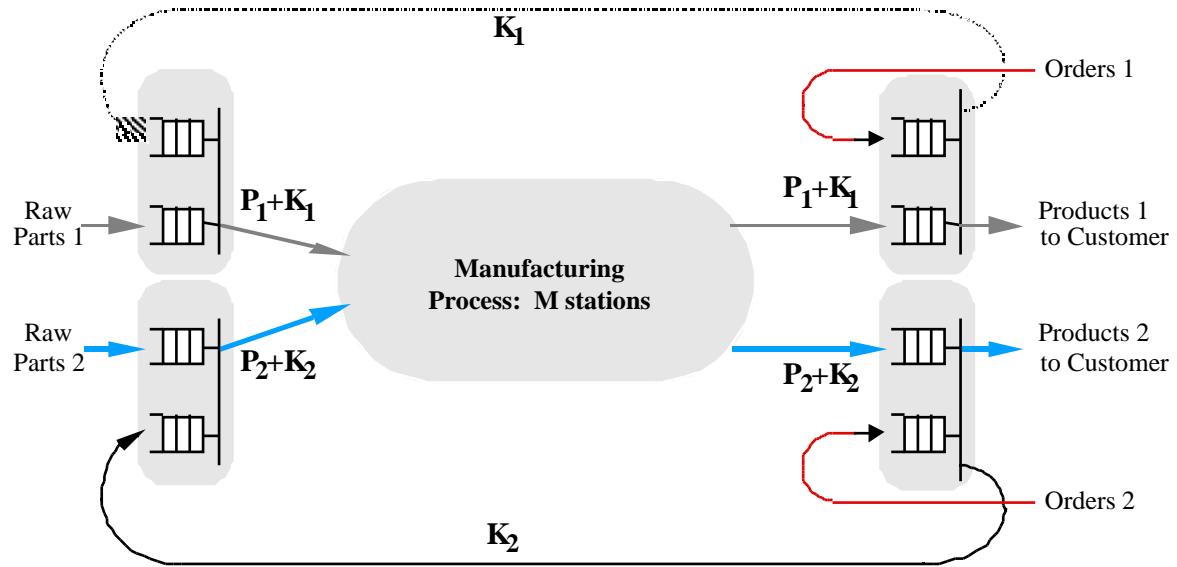 K1
Orders 1
Raw
Parts 1
P1+K1
P1+K1
Products 1
to Customer
Manufacturing
Process: M stations
Raw
Parts 2
P2+K2
P2+K2
Products 2
to Customer
Orders 2
K2